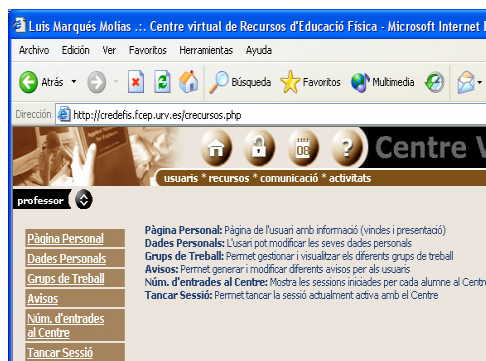 Luis Marqués Molías .:. Centre virtual de Recursos d'Educació Física - Microsoft Internet
Archivo Edición Ver Favoritos Herramientas Ayuda
Atrás Búsqueda Favoritos Multimedia
Dirección http://credefis.fcep.urv.es/crecursos.php
08 ? Centre V
usuaris * recursos * comunicació * activitats
professor
Pàgina Personal
Dades Personals
Grups de Treball
Avisos
Núm. d'entrades
al Centre
Tancar Sessió
Pàgina Personal: Pàgina de l'usari amb informació (vindes i presentació)
Dades Personals: L'usari pot modificar les seves dades personals
Grups de Treball: Permet gestionar i visualitzar els diferents grups de treball
Avisos: Permet generar i modificar diferents avisos per als usuaris
Núm. d'entrades al Centre: Mostra les sessions iniciades per cada alumne al Centre
Tancar Sessió: Permet tancar la sessió actualment activa amb el Centre